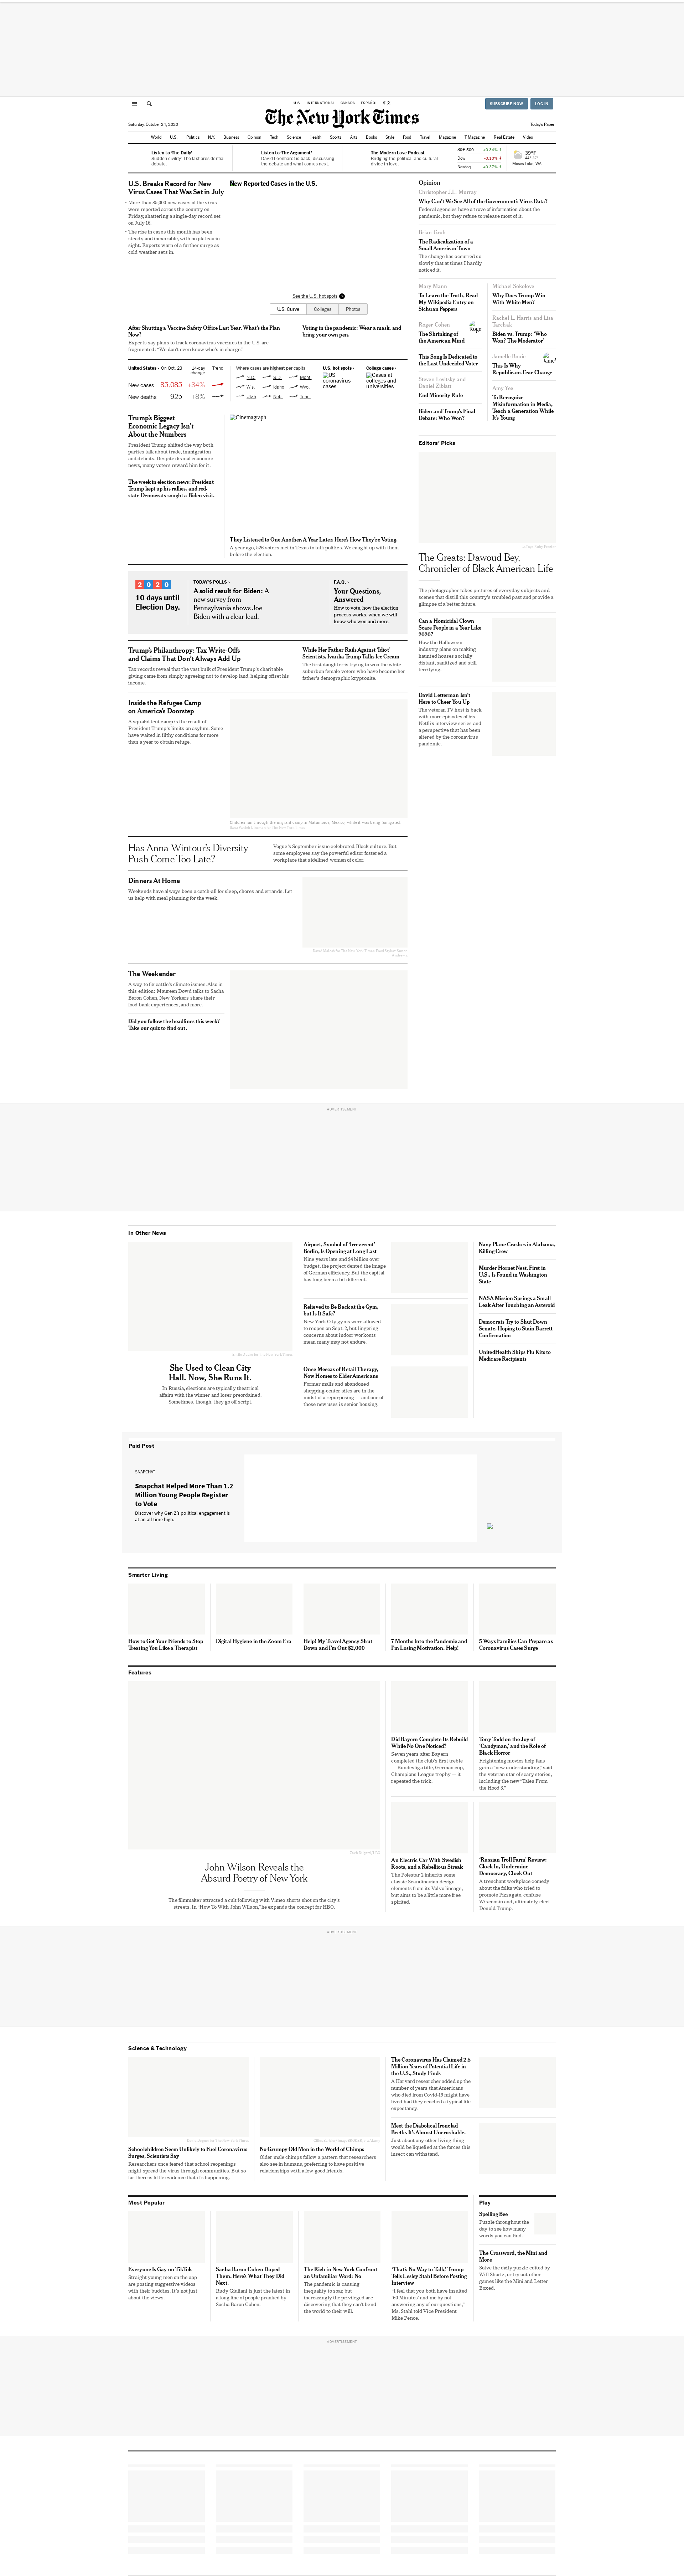 U.S. INTERNATIONAL CANADA ESPAÑOL 中文
SUBSCRIBE NOW LOG IN
The New York Times
Saturday, October 24, 2020
Today's Paper
World U.S. Politics N.Y. Business Opinion Tech Science Health Sports Arts Books Style Food Travel Magazine T Magazine Real Estate Video
Listen to 'The Daily'
Sudden civility: The last presidential
debate.
Listen to 'The Argument'
David Leonhardt is back, discussing
the debate and what comes next.
The Modern Love Podcast
Bridging the political and cultural
divide in love.
S&P 500 +0.34%
Dow -0.10%
Nasdaq +0.37%
39°F
Moses Lake, WA
U.S. Breaks Record for New
Virus Cases That Was Set in July
More than 85,000 new cases of the virus
were reported across the country on
Friday, shattering a single-day record set
on July 16.
The rise in cases this month has been
steady and inexorable, with no plateau in
sight. Experts warn of a further surge as
cold weather sets in.
New Reported Cases in the U.S.
See the U.S. hot spots
U.S. Curve Colleges Photos
After Shutting a Vaccine Safety Office Last Year, What's the Plan
Now?
Experts say plans to track coronavirus vaccines in the U.S. are
fragmented: "We don't even know who's in charge."
Voting in the pandemic: Wear a mask, and
bring your own pen.
United States › On Oct. 23 14-day
change Trend
New cases 85,085 +34%
New deaths 925 +8%
Where cases are highest per capita
N.D. S.D. Mont.
Wis. Idaho Wyo.
Utah Neb. Tenn.
U.S. hot spots ›
US
coronavirus
cases
College cases ›
Cases at
colleges and
universities
Trump's Biggest
Economic Legacy Isn't
About the Numbers
President Trump shifted the way both
parties talk about trade, immigration
and deficits. Despite dismal economic
news, many voters reward him for it.
The week in election news: President
Trump kept up his rallies, and red-
state Democrats sought a Biden visit.
Cinemagraph
They Listened to One Another. A Year Later, Here's How They're Voting.
A year ago, 526 voters met in Texas to talk politics. We caught up with them
before the election.
2020
10 days until
Election Day.
TODAY'S POLLS ›
A solid result for Biden: A
new survey from
Pennsylvania shows Joe
Biden with a clear lead.
F.A.Q. ›
Your Questions,
Answered
How to vote, how the election
process works, when we will
know who won and more.
Trump's Philanthropy: Tax Write-Offs
and Claims That Don't Always Add Up
Tax records reveal that the vast bulk of President Trump's charitable
giving came from simply agreeing not to develop land, helping offset his
income.
While Her Father Rails Against 'Idiot'
Scientists, Ivanka Trump Talks Ice Cream
The first daughter is trying to woo the white
suburban female voters who have become her
father's demographic kryptonite.
Inside the Refugee Camp
on America's Doorstep
A squalid tent camp is the result of
President Trump's limits on asylum. Some
have waited in filthy conditions for more
than a year to obtain refuge.
Has Anna Wintour's Diversity
Push Come Too Late?
Vogue's September issue celebrated Black culture. But
some employees say the powerful editor fostered a
workplace that sidelined women of color.
Dinners At Home
Weekends have always been a catch-all for sleep, chores and errands. Let
us help with meal planning for the week.
The Weekender
A way to fix cattle's climate issues. Also in
this edition: Maureen Dowd talks to Sacha
Baron Cohen, New Yorkers share their
food bank experiences, and more.
Did you follow the headlines this week?
Take our quiz to find out.
Opinion
Christopher J.L. Murray
Why Can't We See All of the Government's Virus Data?
Federal agencies have a trove of information about the
pandemic, but they refuse to release most of it.
Brian Groh
The Radicalization of a
Small American Town
The change has occurred so
slowly that at times I hardly
noticed it.
Mary Mann
To Learn the Truth, Read
My Wikipedia Entry on
Sichuan Peppers
Michael Sokolove
Why Does Trump Win
With White Men?
Roger Cohen
The Shrinking of
the American Mind
Rachel L. Harris and Lisa
Tarchak
Biden vs. Trump: 'Who
Won? The Moderator'
This Song Is Dedicated to
the Last Undecided Voter
Jamelle Bouie
This Is Why
Republicans Fear Change
Steven Levitsky and
Daniel Ziblatt
End Minority Rule
Biden and Trump's Final
Debate: Who Won?
Amy Yee
To Recognize
Misinformation in Media,
Teach a Generation While
It's Young
Editors' Picks
The Greats: Dawoud Bey,
Chronicler of Black American Life
The photographer takes pictures of everyday subjects and
scenes that distill this country's troubled past and provide a
glimpse of a better future.
Can a Homicidal Clown
Scare People in a Year Like
2020?
How the Halloween
industry plans on making
haunted houses socially
distant, sanitized and still
terrifying.
David Letterman Isn't
Here to Cheer You Up
The veteran TV host is back
with more episodes of his
Netflix interview series and
a perspective that has been
altered by the coronavirus
pandemic.
ADVERTISEMENT
In Other News
She Used to Clean City
Hall. Now, She Runs It.
In Russia, elections are typically theatrical
affairs with the winner and loser preordained.
Sometimes, though, they go off script.
Airport, Symbol of 'Irreverent'
Berlin, Is Opening at Long Last
Nine years late and $4 billion over
budget, the project dented the image
of German efficiency. But the capital
has long been a bit different.
Relieved to Be Back at the Gym,
but Is It Safe?
New York City gyms were allowed
to reopen on Sept. 2, but lingering
concerns about indoor workouts
mean many may not endure.
Once Meccas of Retail Therapy,
Now Homes to Elder Americans
Former malls and abandoned
shopping-center sites are in the
midst of a repurposing — and one of
those new uses is senior housing.
Navy Plane Crashes in Alabama,
Killing Crew
Murder Hornet Nest, First in
U.S., Is Found in Washington
State
NASA Mission Springs a Small
Leak After Touching an Asteroid
Democrats Try to Shut Down
Senate, Hoping to Stain Barrett
Confirmation
UnitedHealth Ships Flu Kits to
Medicare Recipients
Paid Post
SNAPCHAT
Snapchat Helped More Than 1.2
Million Young People Register
to Vote
Discover why Gen Z's political engagement is
at an all time high.
Smarter Living
How to Get Your Friends to Stop
Treating You Like a Therapist
Digital Hygiene in the Zoom Era
Help! My Travel Agency Shut
Down and I'm Out $2,000
7 Months Into the Pandemic and
I'm Losing Motivation. Help!
5 Ways Families Can Prepare as
Coronavirus Cases Surge
Features
John Wilson Reveals the
Absurd Poetry of New York
The filmmaker attracted a cult following with Vimeo shorts shot on the city's
streets. In "How To With John Wilson," he expands the concept for HBO.
Did Bayern Complete Its Rebuild
While No One Noticed?
Seven years after Bayern
completed the club's first treble
— Bundesliga title, German cup,
Champions League trophy — it
repeated the trick.
Tony Todd on the Joy of
'Candyman,' and the Role of
Black Horror
Frightening movies help fans
gain a "new understanding," said
the veteran star of scary stories,
including the new "Tales From
the Hood 3."
An Electric Car With Swedish
Roots, and a Rebellious Streak
The Polestar 2 inherits some
classic Scandinavian design
elements from its Volvo lineage,
but aims to be a little more free
spirited.
'Russian Troll Farm' Review:
Clock In, Undermine
Democracy, Clock Out
A trenchant workplace comedy
about the folks who tried to
promote Pizzagate, confuse
Wisconsin and, ultimately, elect
Donald Trump.
ADVERTISEMENT
Science & Technology
Schoolchildren Seem Unlikely to Fuel Coronavirus
Surges, Scientists Say
Researchers once feared that school reopenings
might spread the virus through communities. But so
far there is little evidence that it's happening.
No Grumpy Old Men in the World of Chimps
Older male chimps follow a pattern that researchers
also see in humans, preferring to have positive
relationships with a few good friends.
The Coronavirus Has Claimed 2.5
Million Years of Potential Life in
the U.S., Study Finds
A Harvard researcher added up the
number of years that Americans
who died from Covid-19 might have
lived had they reached a typical life
expectancy.
Meet the Diabolical Ironclad
Beetle. It's Almost Uncrushable.
Just about any other living thing
would be liquidied at the forces this
insect can withstand.
Most Popular
Everyone Is Gay on TikTok
Straight young men on the app
are posting suggestive videos
with their buddies. It's not just
about the views.
Sacha Baron Cohen Duped
Them. Here's What They Did
Next.
Rudy Giuliani is just the latest in
a long line of people pranked by
Sacha Baron Cohen.
The Rich in New York Confront
an Unfamiliar Word: No
The pandemic is causing
inequality to soar, but
increasingly the privileged are
discovering that they can't bend
the world to their will.
'That's No Way to Talk,' Trump
Tells Lesley Stahl Before Posting
Interview
"I feel that you both have insulted
'60 Minutes' and me by not
answering any of our questions,"
Ms. Stahl told Vice President
Mike Pence.
Play
Spelling Bee
Puzzle throughout the
day to see how many
words you can find.
The Crossword, the Mini and
More
Solve the daily puzzle edited by
Will Shortz, or try out other
games like the Mini and Letter
Boxed.
ADVERTISEMENT